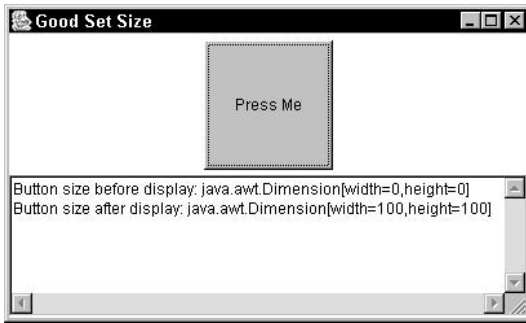 Good Set Size
Press Me
Button size before display: java.awt.Dimension[width=0,height=0]
Button size after display: java.awt.Dimension[width=100,height=100]